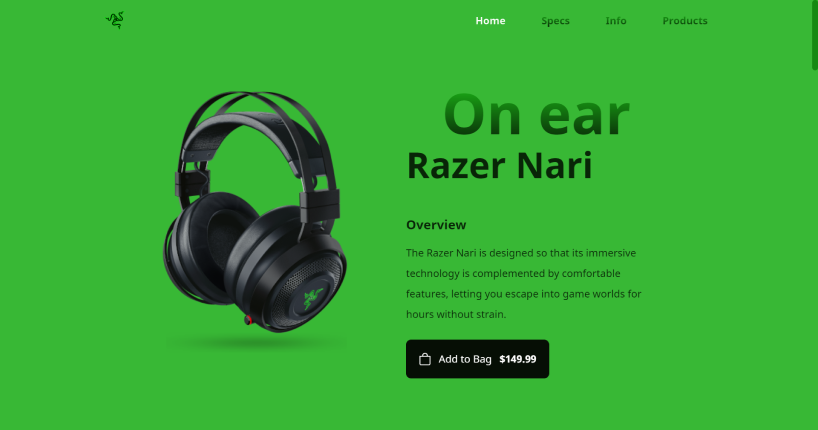 Home Specs Info Products
On ear
Razer Nari
Overview
The Razer Nari is designed so that its immersive
technology is complemented by comfortable
features, letting you escape into game worlds for
hours without strain.
Add to Bag $149.99